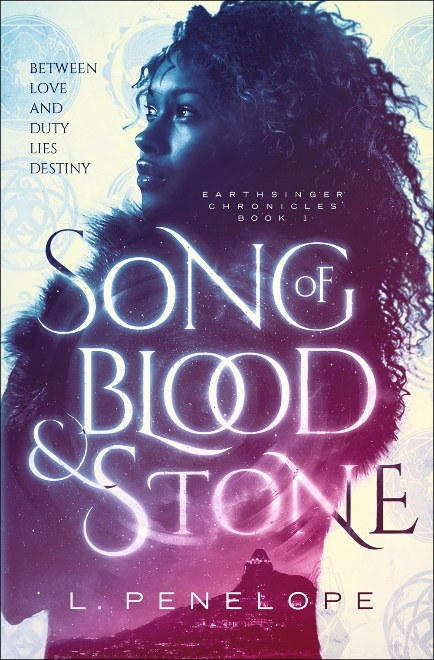 BETWEEN
LOVE
AND
DUTY
LIES
DESTINY
EARTHSINGER
CHRONICLES
BOOK 1
SONG OF
BLOOD
& STONE
L. PENELOPE